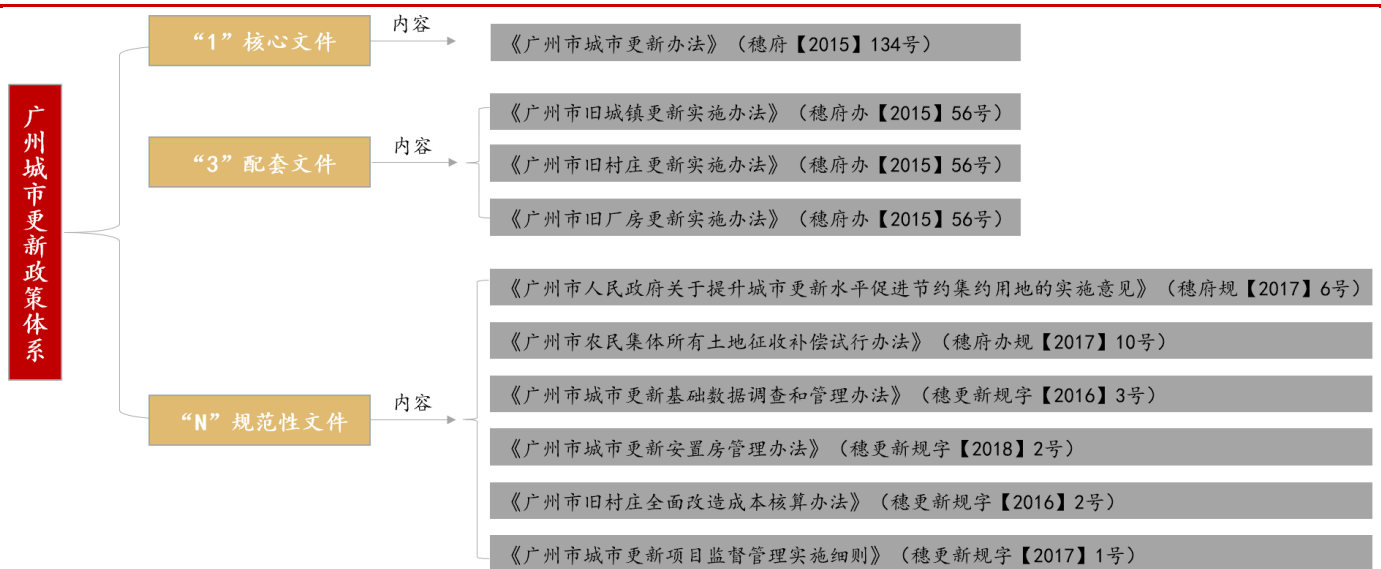 广州城市更新政策体系
“1”核心文件
内容
《广州市城市更新办法》（穗府【2015】134号）
“3”配套文件
内容
《广州市旧城镇更新实施办法》（穗府办【2015】56号）
《广州市旧村庄更新实施办法》（穗府办【2015】56号）
《广州市旧厂房更新实施办法》（穗府办【2015】56号）
“N”规范性文件
内容
《广州市人民政府关于提升城市更新水平促进节约集约用地的实施意见》（穗府规【2017】6号）
《广州市农民集体所有土地征收补偿试行办法》（穗府办规【2017】10号）
《广州市城市更新基础数据调查和管理办法》（穗更新规字【2016】3号）
《广州市城市更新安置房管理办法》（穗更新规字【2018】2号）
《广州市旧村庄全面改造成本核算办法》（穗更新规字【2016】2号）
《广州市城市更新项目监督管理实施细则》（穗更新规字【2017】1号）